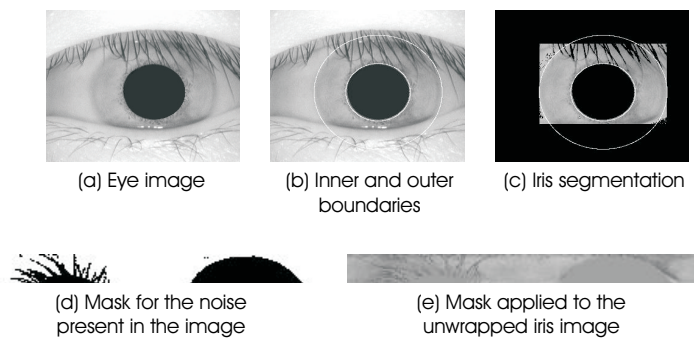 (a) Eye image
(b) Inner and outer
boundaries
(c) Iris segmentation
(d) Mask for the noise
present in the image
(e) Mask applied to the
unwrapped iris image